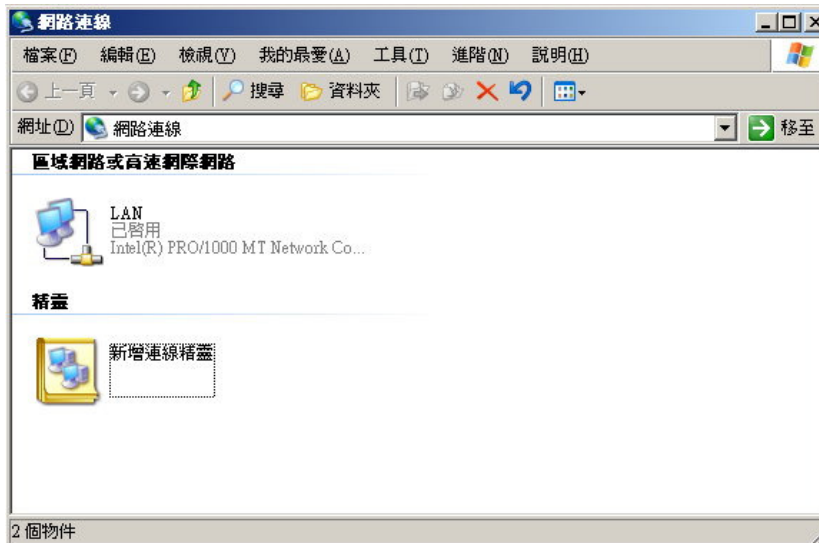 網路連線
檔案(F) 編輯(E) 檢視(V) 我的最愛(A) 工具(T) 進階(N) 說明(H)
上一頁 搜尋 資料夾
網址(D) 網路連線 移至
區域網路或高速網際網路
LAN
已啓用
Intel(R) PRO/1000 MT Network Co...
精靈
新增連線精靈
2 個物件